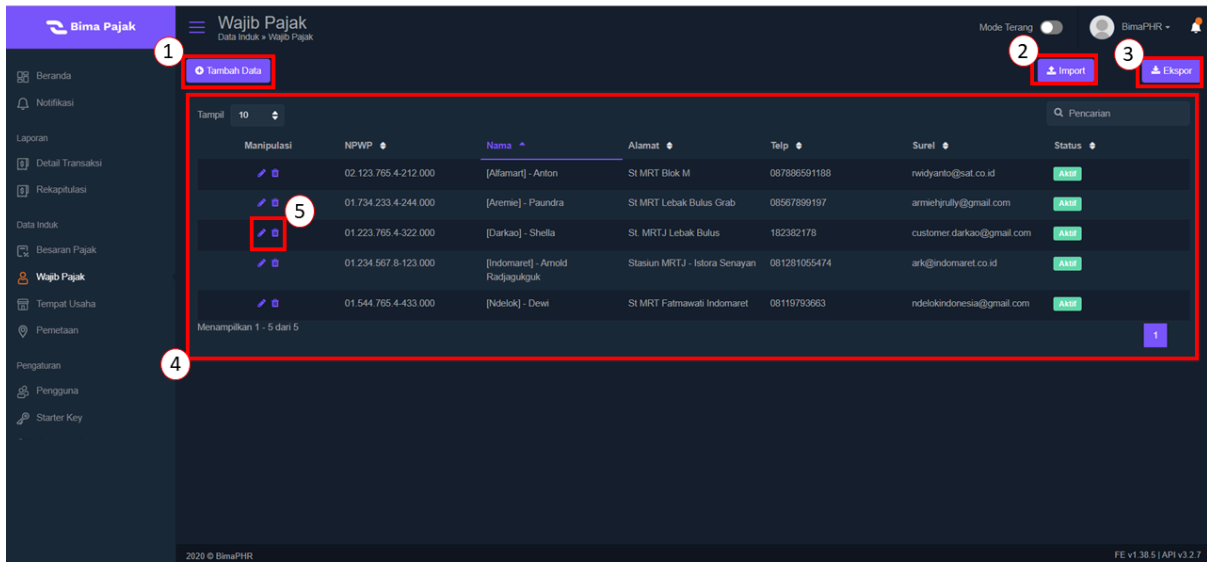 Bima Pajak
Wajib Pajak
Data Induk » Wajib Pajak
Mode Terang
BimaPHR
1
2
3
Tambah Data
Import
Ekspor
Beranda
Notifikasi
Laporan
Detail Transaksi
Rekapitulasi
Data Induk
Besaran Pajak
Wajib Pajak
Tempat Usaha
Pemetaan
Pengaturan
Pengguna
Starter Key
Tampil 10
Pencarian
Manipulasi NPWP Nama Alamat Telp Surel Status
02.123.765.4-212.000 [Alfamart] - Anton St MRT Blok M 087886591188 rwidyanto@sat.co.id Aktif
01.734.233.4-244.000 [Aremie] - Paundra St MRT Lebak Bulus Grab 08567899197 armiehjrully@gmail.com Aktif
5
01.223.765.4-322.000 [Darkao] - Shella St. MRTJ Lebak Bulus 182382178 customer.darkao@gmail.com Aktif
01.234.567.8-123.000 [Indomaret] - Arnold Stasiun MRTJ - Istora Senayan 081281055474 ark@indomaret.co.id Aktif
Radjagukguk
01.544.765.4-433.000 [Ndelok] - Dewi St MRT Fatmawati Indomaret 08119793663 ndelokindonesia@gmail.com Aktif
Menampilkan 1 - 5 dari 5
1
4
2020 © BimaPHR
FE v1.38.5 | API v3.2.7